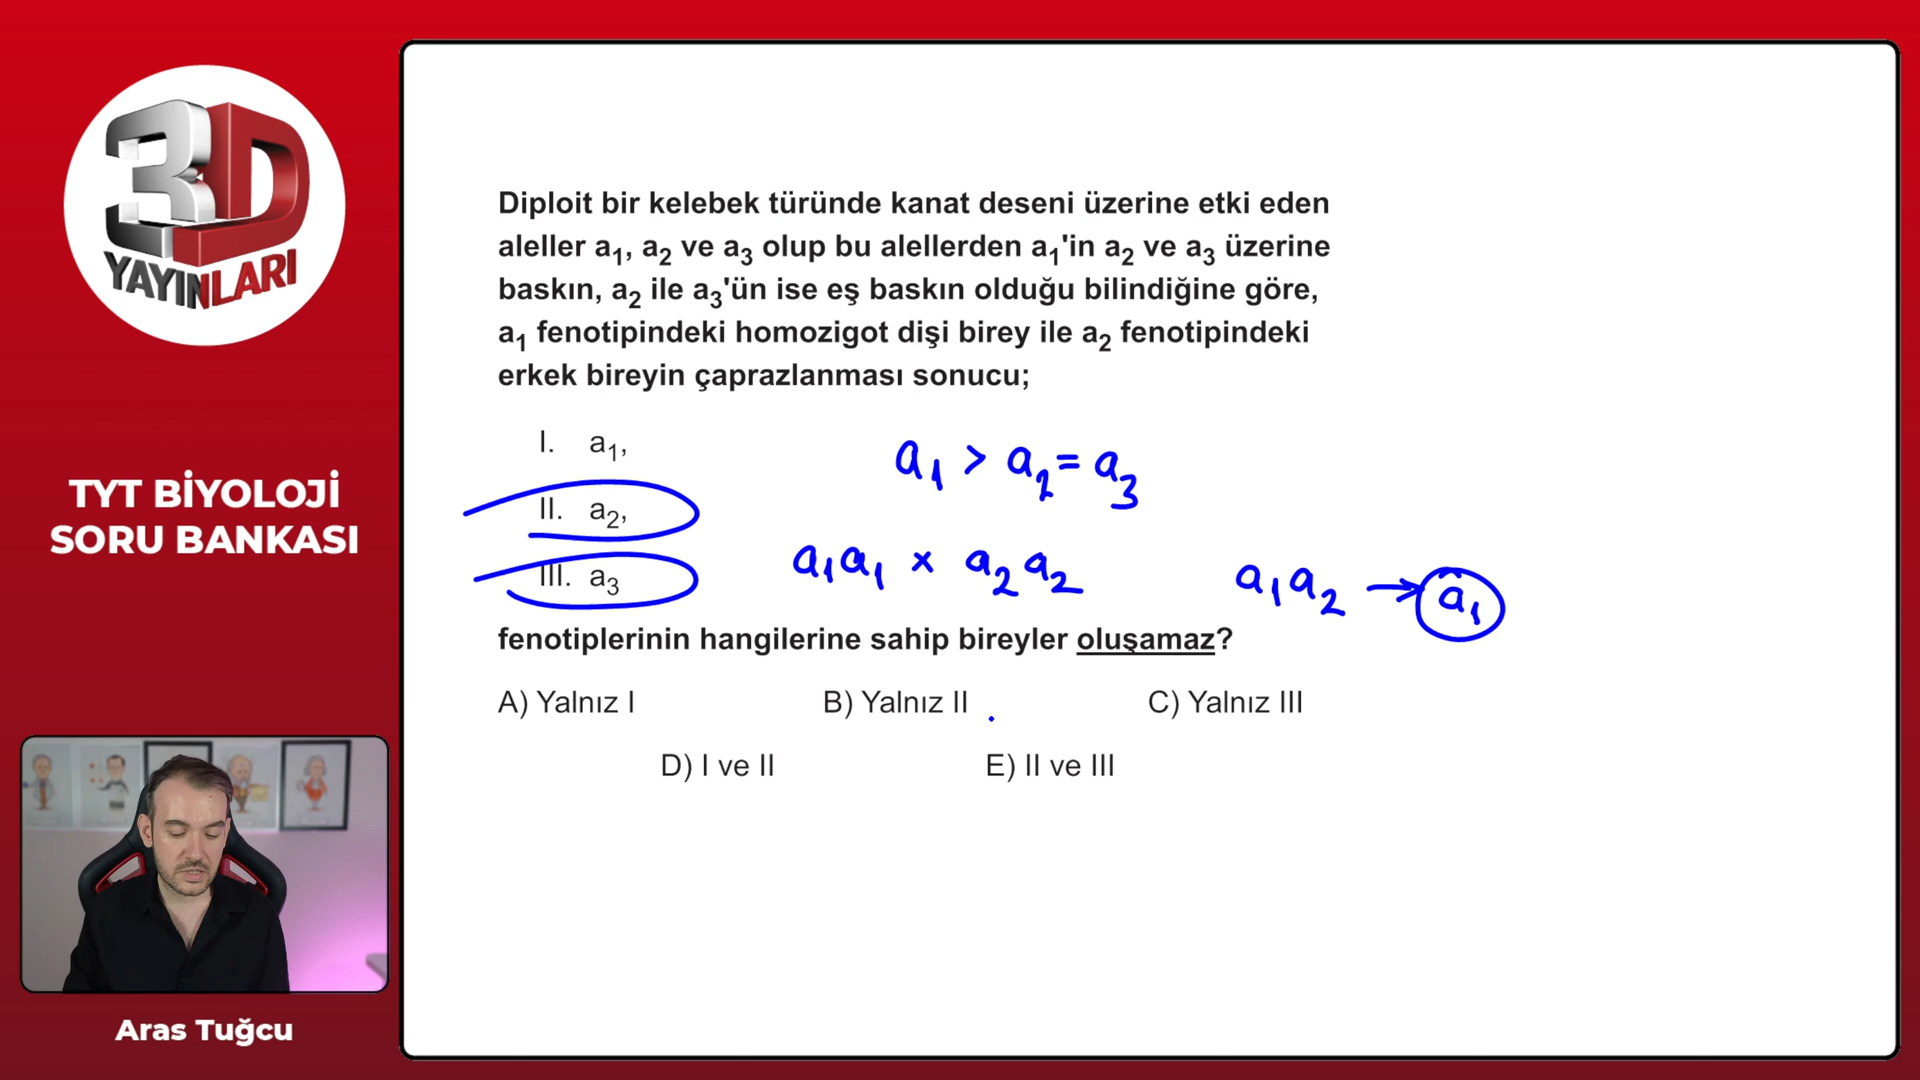 3D
YAYINLARI
TYT BİYOLOJİ
SORU BANKASI
Aras Tuğcu
Diploit bir kelebek türünde kanat deseni üzerine etki eden
aleller a₁, a₂ ve a₃ olup bu alellerden a₁'in a₂ ve a₃ üzerine
baskın, a₂ ile a₃'ün ise eş baskın olduğu bilindiğine göre,
a₁ fenotipindeki homozigot dişi birey ile a₂ fenotipindeki
erkek bireyin çaprazlanması sonucu;
I. a₁,
II. a₂,
III. a₃
a₁ > a₂ = a₃
a₁a₁ x a₂a₂
a₁a₂ → a₁
fenotiplerinin hangilerine sahip bireyler oluşamaz?
A) Yalnız I B) Yalnız II C) Yalnız III
D) I ve II E) II ve III